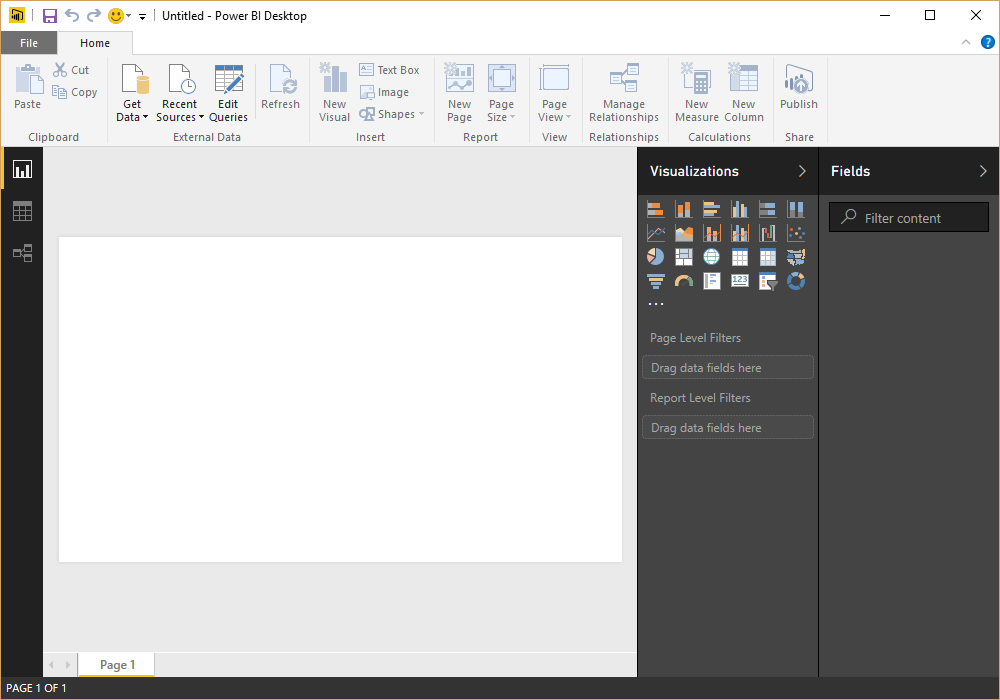 Untitled - Power BI Desktop
File
Home
?
Paste
Cut
Copy
Clipboard
Get
Data
Recent
Sources
Edit
Queries
Refresh
External Data
New
Visual
Text Box
Image
Shapes
Insert
New
Page
Page
Size
Report
Page
View
View
Manage
Relationships
Relationships
New
Measure
New
Column
Calculations
Publish
Share
Visualizations
Fields
Filter content
123
...
Page Level Filters
Drag data fields here
Report Level Filters
Drag data fields here
Page 1
PAGE 1 OF 1